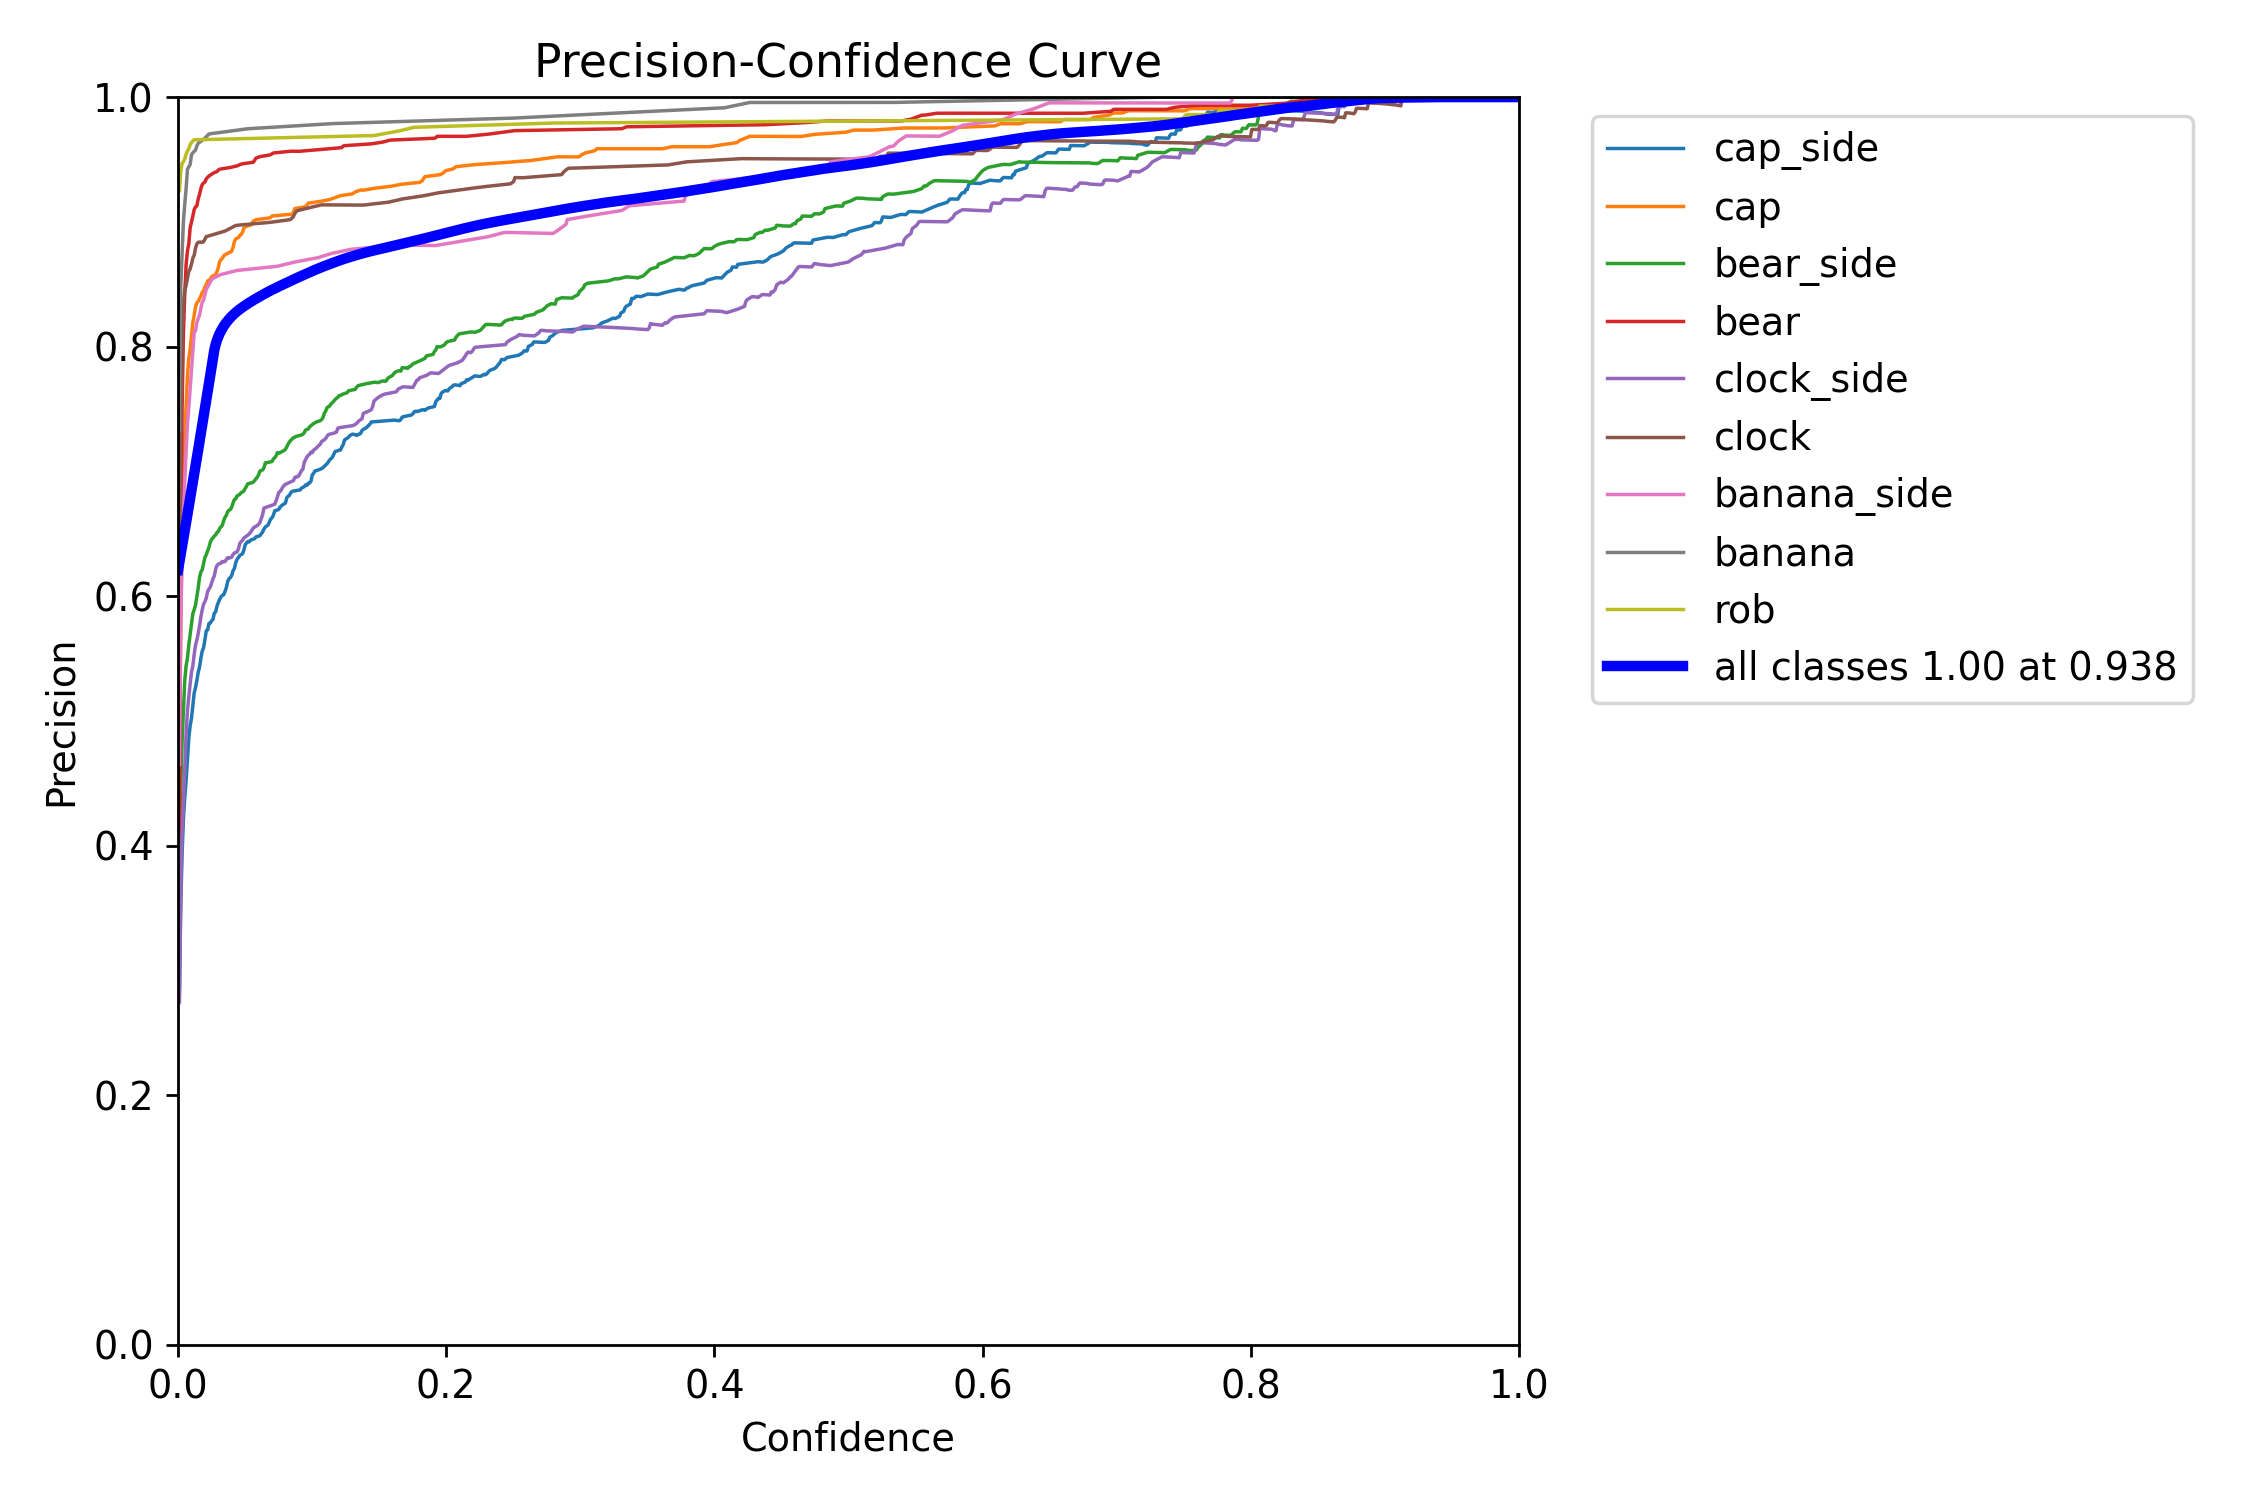 Precision-Confidence Curve
1.0
0.8
0.6
0.4
0.2
0.0
Precision
0.0 0.2 0.4 0.6 0.8 1.0
Confidence
cap_side
cap
bear_side
bear
clock_side
clock
banana_side
banana
rob
all classes 1.00 at 0.938